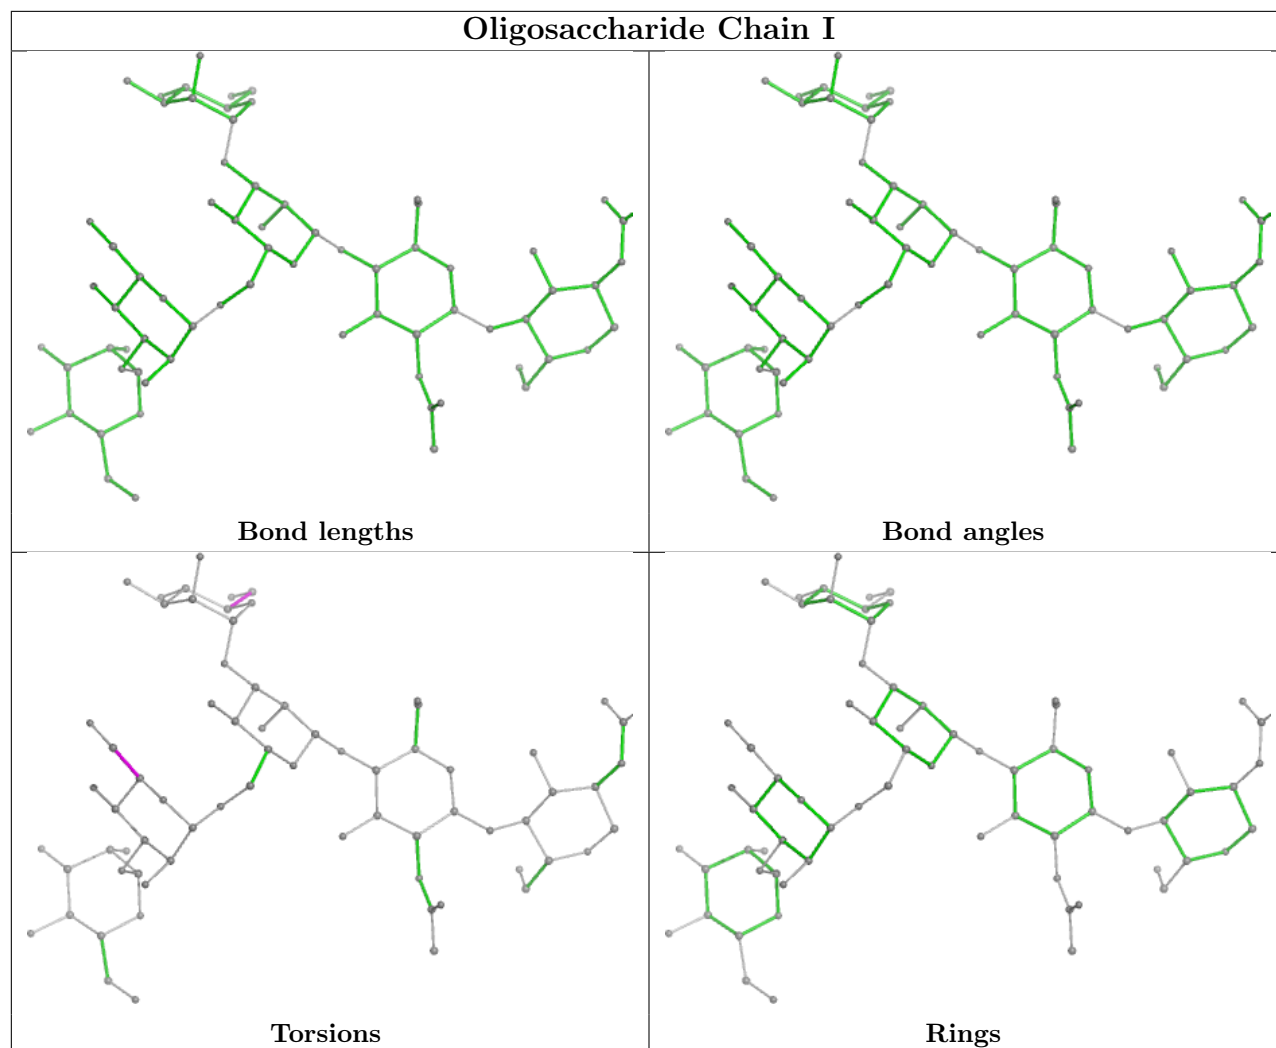 Oligosaccharide Chain I
Bond lengths
Bond angles
Torsions
Rings